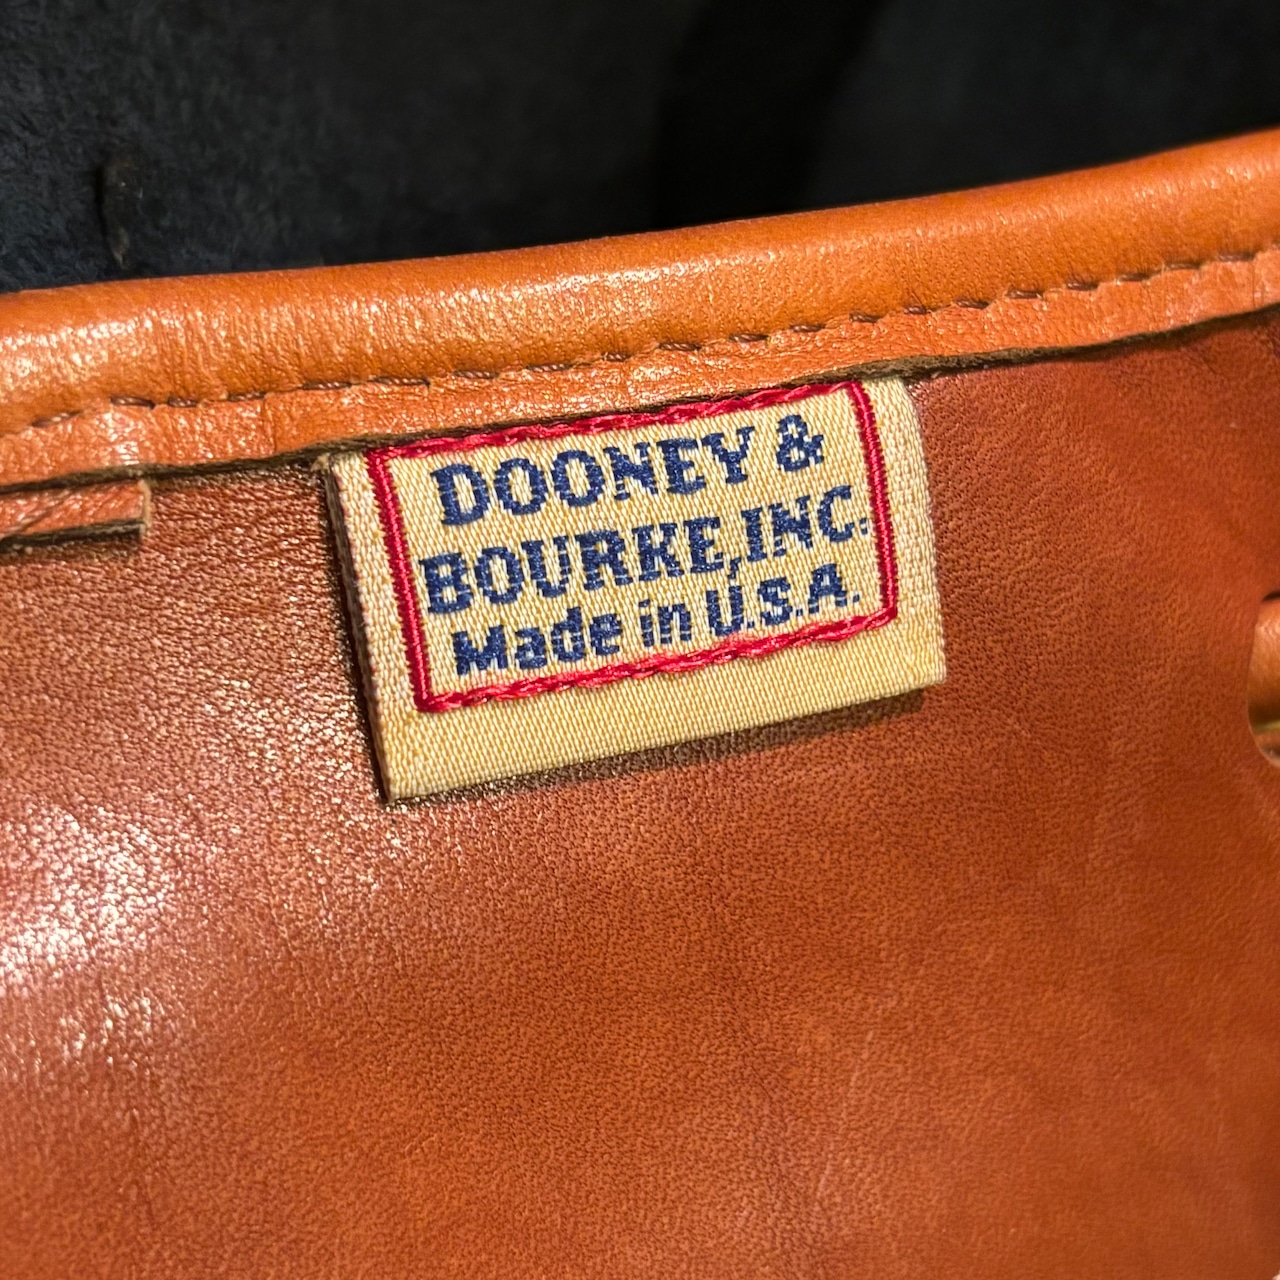 DOONEY &
BOURKE, INC.
Made in U.S.A.